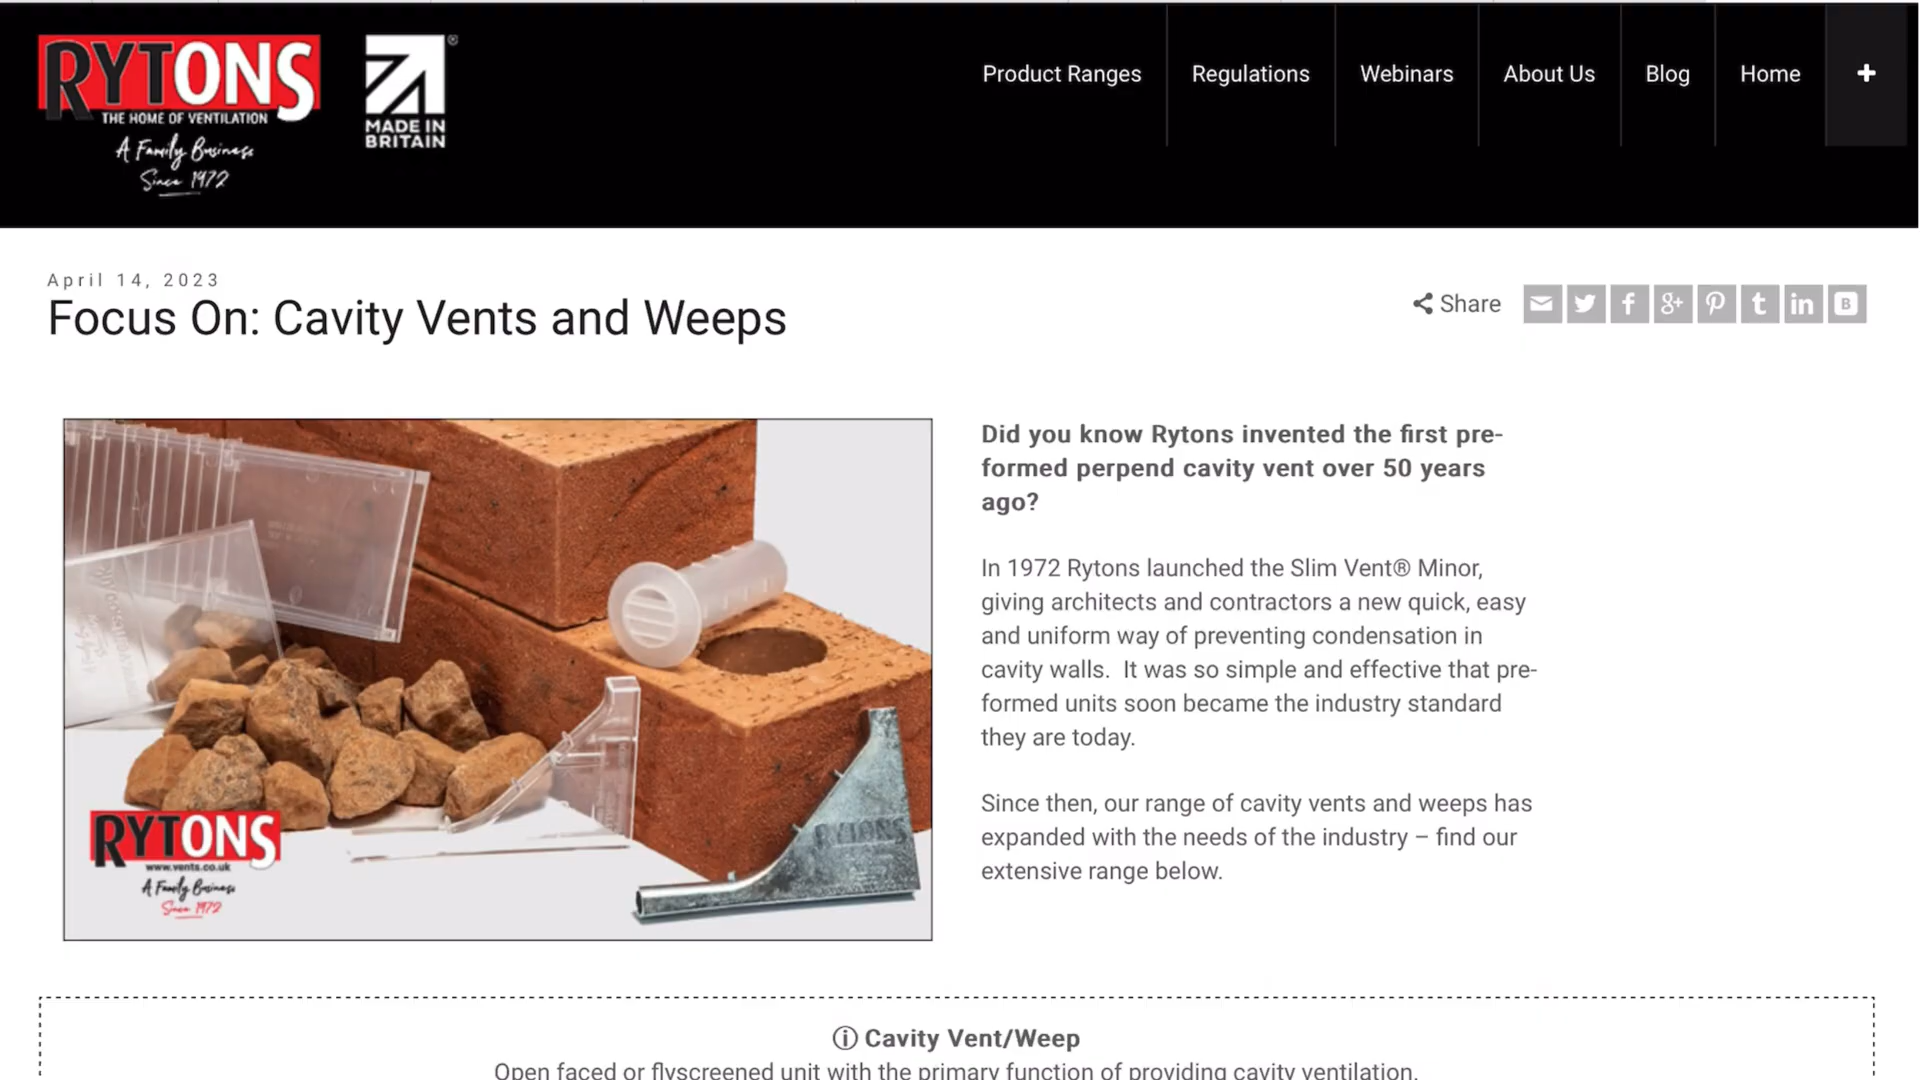 RYTONS
THE HOME OF VENTILATION
A Family Business
Since 1972
®
MADE IN
BRITAIN
Product Ranges
Regulations
Webinars
About Us
Blog
Home
+
April 14, 2023
Focus On: Cavity Vents and Weeps
Share
RYTONS
RYTONS
www.vents.co.uk
A Family Business
Since 1972
Did you know Rytons invented the first pre-
formed perpend cavity vent over 50 years
ago?
In 1972 Rytons launched the Slim Vent® Minor,
giving architects and contractors a new quick, easy
and uniform way of preventing condensation in
cavity walls.  It was so simple and effective that pre-
formed units soon became the industry standard
they are today.
Since then, our range of cavity vents and weeps has
expanded with the needs of the industry – find our
extensive range below.
Cavity Vent/Weep
Open faced or flyscreened unit with the primary function of providing cavity ventilation.